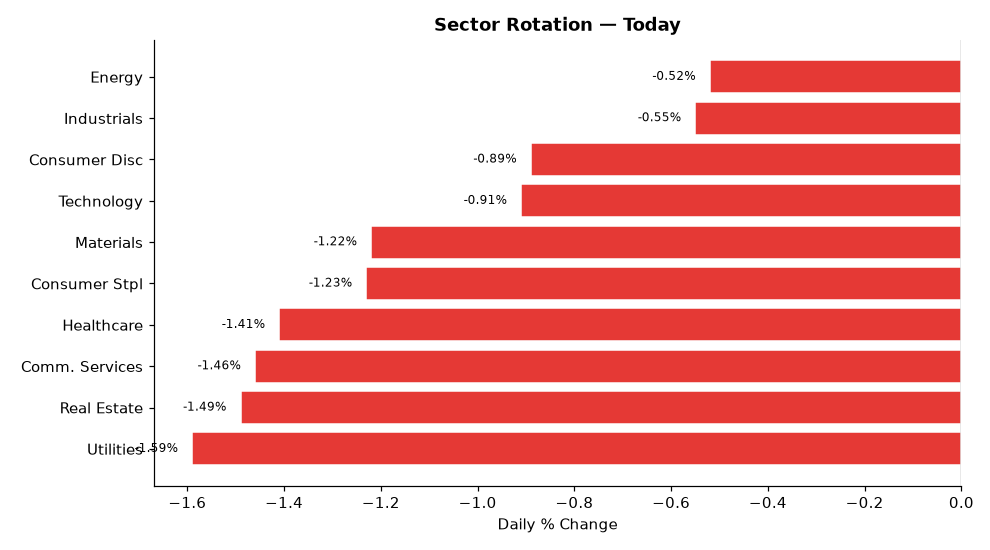 Sector Rotation — Today
Energy -0.52%
Industrials -0.55%
Consumer Disc -0.89%
Technology -0.91%
Materials -1.22%
Consumer Stpl -1.23%
Healthcare -1.41%
Comm. Services -1.46%
Real Estate -1.49%
Utilities -1.59%
−1.6 −1.4 −1.2 −1.0 −0.8 −0.6 −0.4 −0.2 0.0
Daily % Change